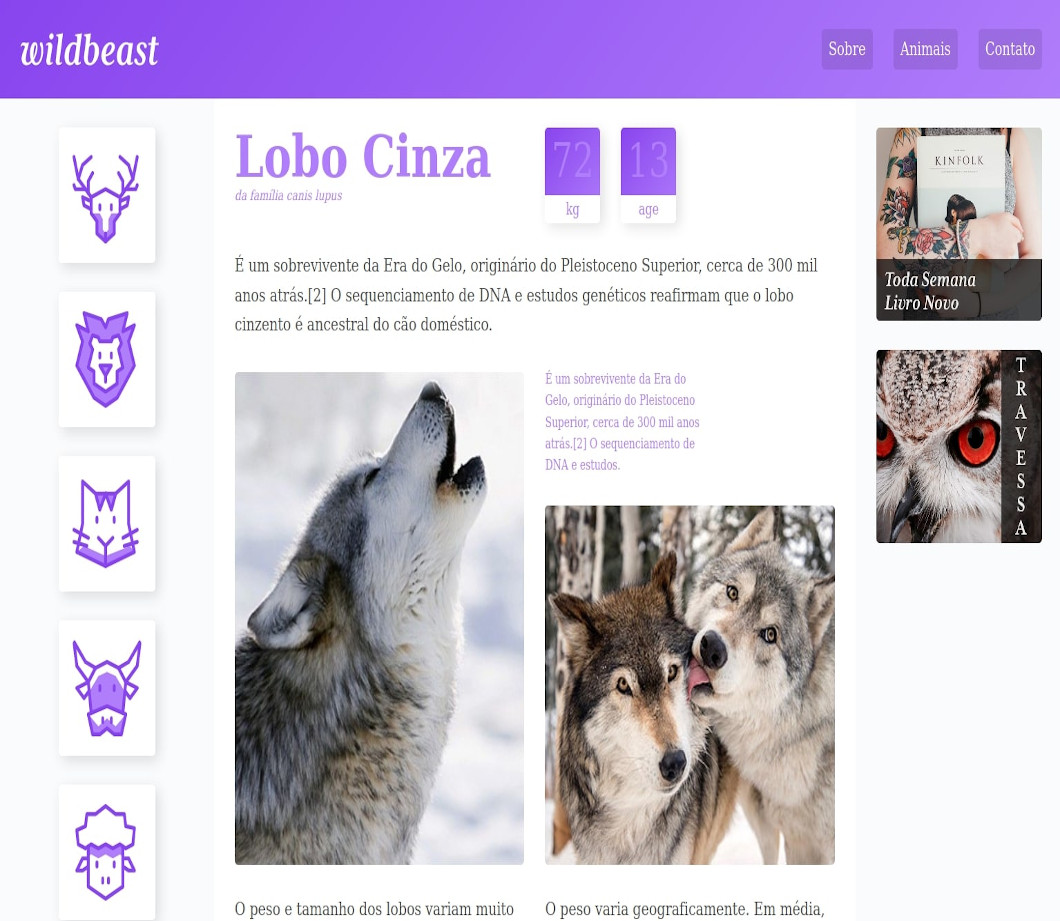 wildbeast
Sobre
Animais
Contato
Lobo Cinza
da família canis lupus
72
kg
13
age
É um sobrevivente da Era do Gelo, originário do Pleistoceno Superior, cerca de 300 mil
anos atrás.[2] O sequenciamento de DNA e estudos genéticos reafirmam que o lobo
cinzento é ancestral do cão doméstico.
É um sobrevivente da Era do
Gelo, originário do Pleistoceno
Superior, cerca de 300 mil anos
atrás.[2] O sequenciamento de
DNA e estudos.
O peso e tamanho dos lobos variam muito
O peso varia geograficamente. Em média,
KINFOLK
Toda Semana
Livro Novo
TRAVESSA